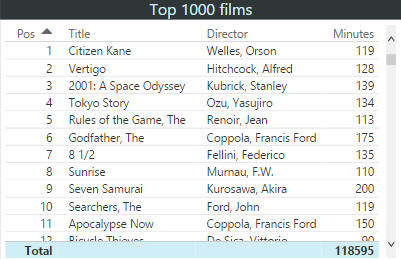 Top 1000 films
Pos Title Director Minutes
1 Citizen Kane Welles, Orson 119
2 Vertigo Hitchcock, Alfred 128
3 2001: A Space Odyssey Kubrick, Stanley 139
4 Tokyo Story Ozu, Yasujiro 134
5 Rules of the Game, The Renoir, Jean 113
6 Godfather, The Coppola, Francis Ford 175
7 8 1/2 Fellini, Federico 135
8 Sunrise Murnau, F.W. 110
9 Seven Samurai Kurosawa, Akira 200
10 Searchers, The Ford, John 119
11 Apocalypse Now Coppola, Francis Ford 150
12 Bicycle Thieves De Sica, Vittorio 90
Total 118595